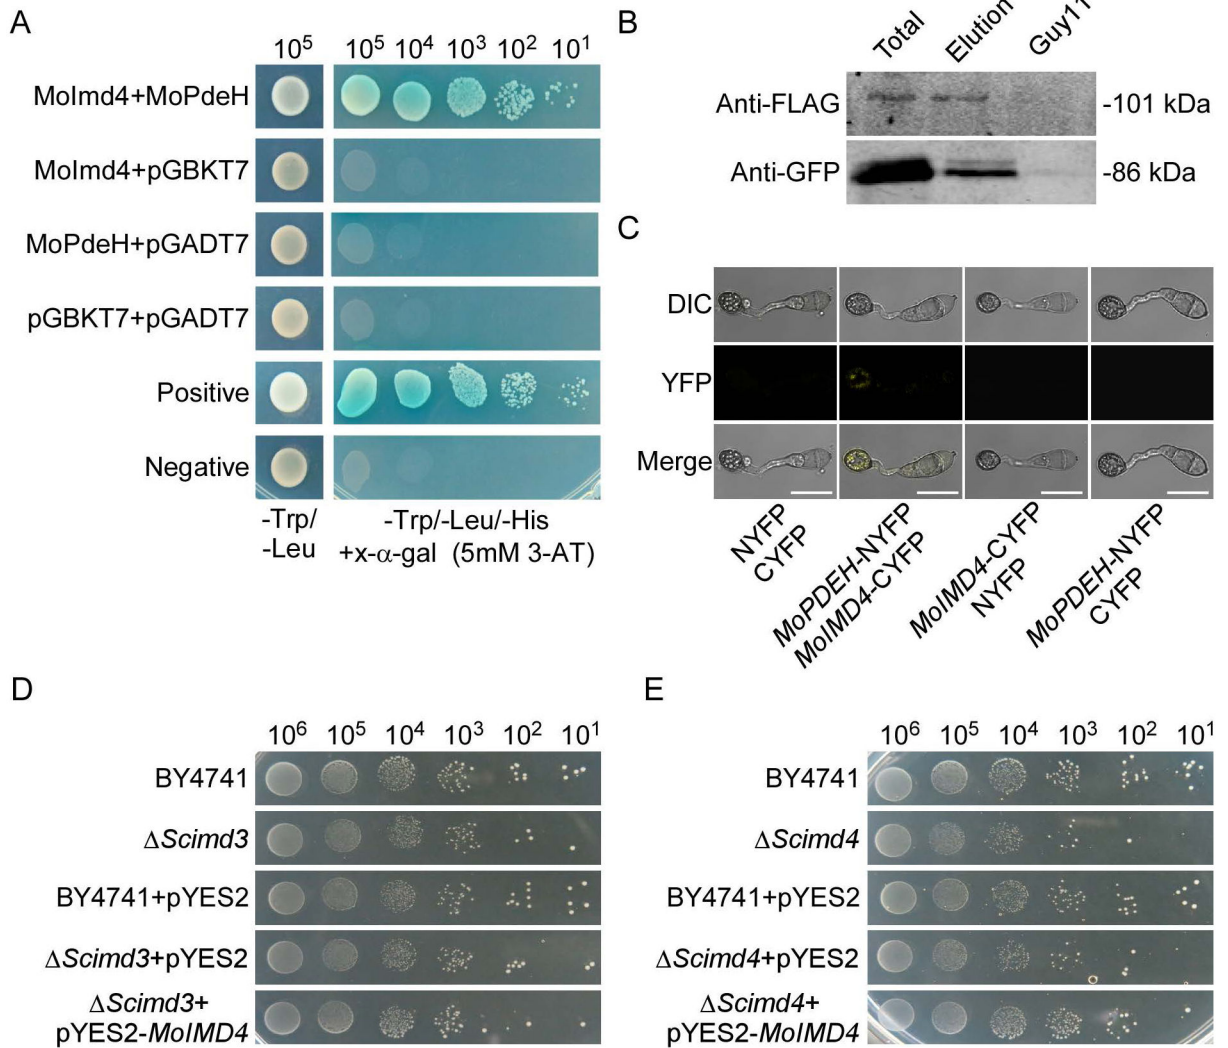 A
10⁵ 10⁵ 10⁴ 10³ 10² 10¹
MoImd4+MoPdeH
MoImd4+pGBKT7
MoPdeH+pGADT7
pGBKT7+pGADT7
Positive
Negative
-Trp/
-Leu
-Trp/-Leu/-His
+x-α-gal (5mM 3-AT)
B
Total Elution Guy11
Anti-FLAG -101 kDa
Anti-GFP -86 kDa
C
DIC
YFP
Merge
NYFP
CYFP
MoPDEH-NYFP
MoIMD4-CYFP
MoIMD4-CYFP
NYFP
MoPDEH-NYFP
CYFP
D
10⁶ 10⁵ 10⁴ 10³ 10² 10¹
BY4741
ΔScimd3
BY4741+pYES2
ΔScimd3+pYES2
ΔScimd3+
pYES2-MoIMD4
E
10⁶ 10⁵ 10⁴ 10³ 10² 10¹
BY4741
ΔScimd4
BY4741+pYES2
ΔScimd4+pYES2
ΔScimd4+
pYES2-MoIMD4